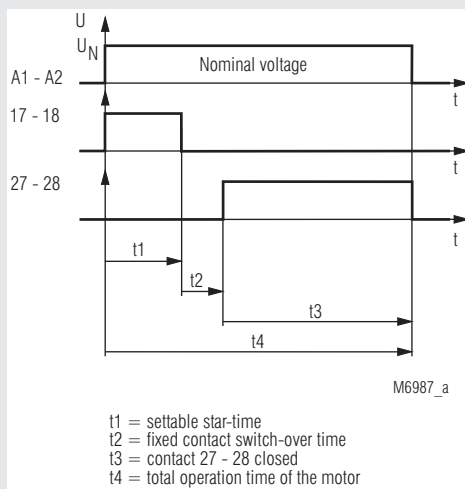 U
UN
Nominal voltage
A1 - A2
t
17 - 18
t
27 - 28
t
t1
t2
t3
t4
M6987_a
t1 = settable star-time
t2 = fixed contact switch-over time
t3 = contact 27 - 28 closed
t4 = total operation time of the motor